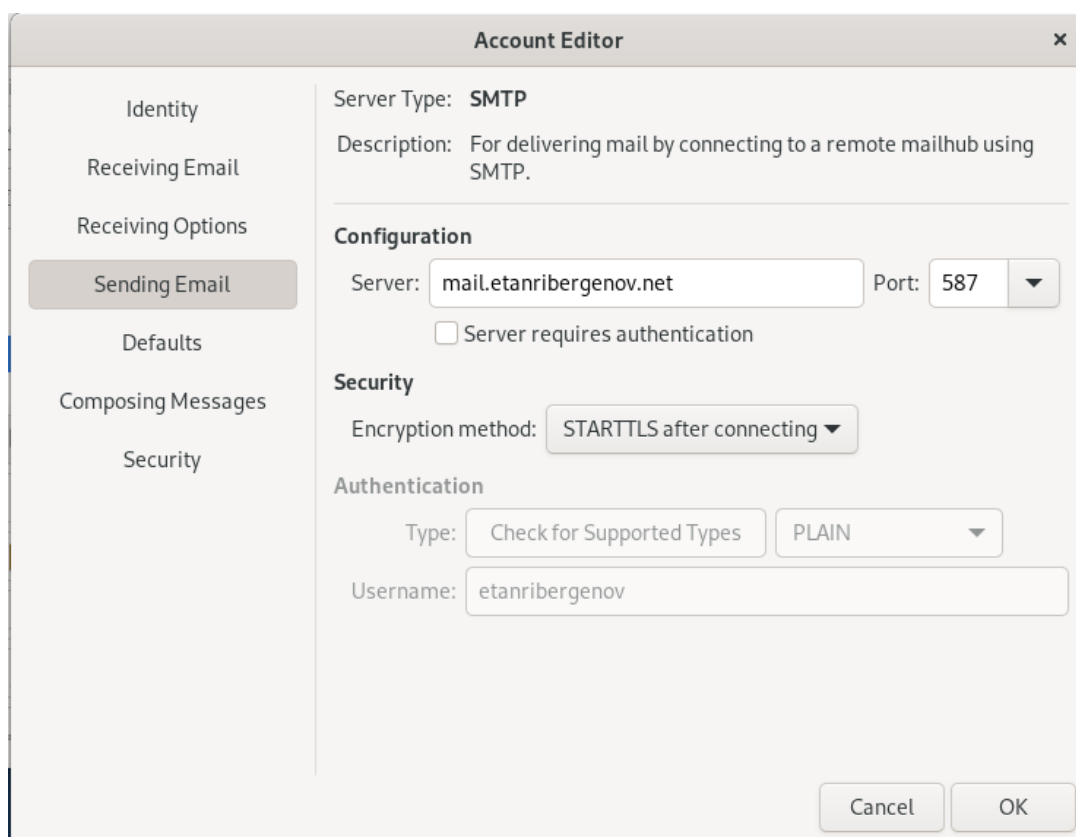 Account Editor
Identity
Receiving Email
Receiving Options
Sending Email
Defaults
Composing Messages
Security
Server Type: SMTP
Description: For delivering mail by connecting to a remote mailhub using
SMTP.
Configuration
Server: mail.etanribergenov.net Port: 587
Server requires authentication
Security
Encryption method: STARTTLS after connecting
Authentication
Type: Check for Supported Types PLAIN
Username: etanribergenov
Cancel OK